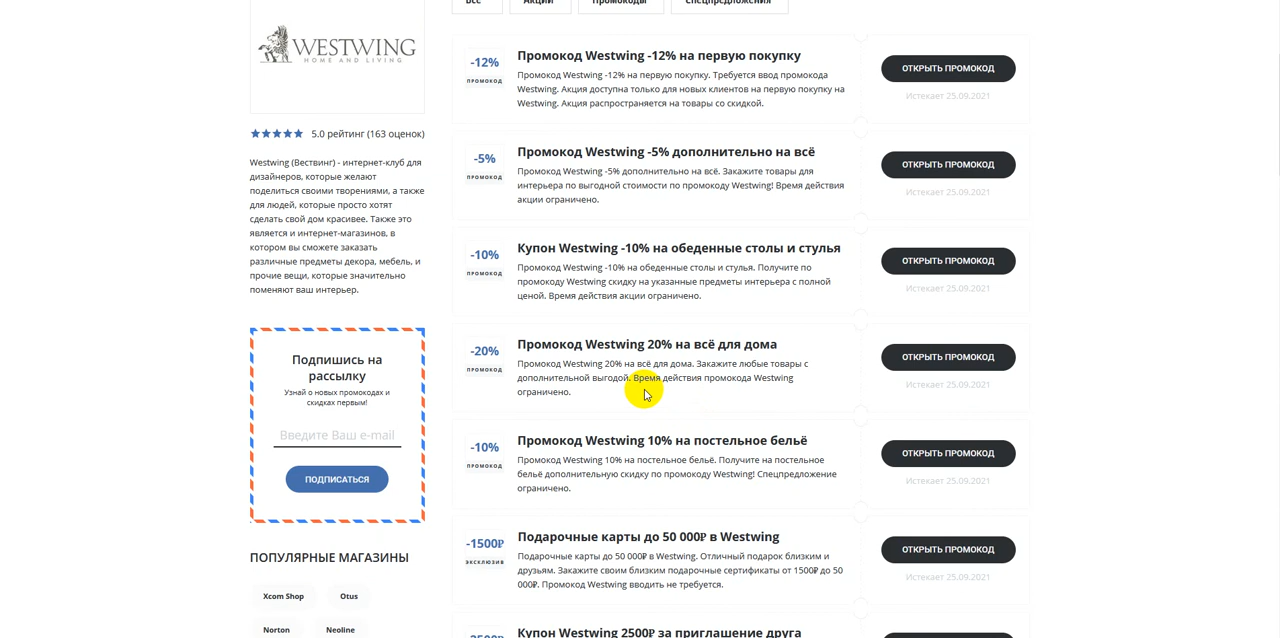 Все
Акции
Промокоды
Спецпредложения
WESTWING
HOME AND LIVING
5.0 рейтинг (163 оценок)
Westwing (Вествинг) - интернет-клуб для
дизайнеров, которые желают
поделиться своими творениями, а также
для людей, которые просто хотят
сделать свой дом красивее. Также это
является и интернет-магазинов, в
котором вы сможете заказать
различные предметы декора, мебель, и
прочие вещи, которые значительно
поменяют ваш интерьер.
Подпишись на
рассылку
Узнай о новых промокодах и
скидках первым!
Введите Ваш e-mail
ПОДПИСАТЬСЯ
ПОПУЛЯРНЫЕ МАГАЗИНЫ
Xcom Shop
Otus
Norton
Neoline
-12%
ПРОМОКОД
Промокод Westwing -12% на первую покупку
Промокод Westwing -12% на первую покупку. Требуется ввод промокода
Westwing. Акция доступна только для новых клиентов на первую покупку на
Westwing. Акция распространяется на товары со скидкой.
ОТКРЫТЬ ПРОМОКОД
Истекает 25.09.2021
-5%
ПРОМОКОД
Промокод Westwing -5% дополнительно на всё
Промокод Westwing -5% дополнительно на всё. Закажите товары для
интерьера по выгодной стоимости по промокоду Westwing! Время действия
акции ограничено.
ОТКРЫТЬ ПРОМОКОД
Истекает 25.09.2021
-10%
ПРОМОКОД
Купон Westwing -10% на обеденные столы и стулья
Промокод Westwing -10% на обеденные столы и стулья. Получите по
промокоду Westwing скидку на указанные предметы интерьера с полной
ценой. Время действия акции ограничено.
ОТКРЫТЬ ПРОМОКОД
Истекает 25.09.2021
-20%
ПРОМОКОД
Промокод Westwing 20% на всё для дома
Промокод Westwing 20% на всё для дома. Закажите любые товары с
дополнительной выгодой. Время действия промокода Westwing
ограничено.
ОТКРЫТЬ ПРОМОКОД
Истекает 25.09.2021
-10%
ПРОМОКОД
Промокод Westwing 10% на постельное бельё
Промокод Westwing 10% на постельное бельё. Получите на постельное
бельё дополнительную скидку по промокоду Westwing! Спецпредложение
ограничено.
ОТКРЫТЬ ПРОМОКОД
Истекает 25.09.2021
-1500₽
ЭКСКЛЮЗИВ
Подарочные карты до 50 000₽ в Westwing
Подарочные карты до 50 000₽ в Westwing. Отличный подарок близким и
друзьям. Закажите своим близким подарочные сертификаты от 1500₽ до 50
000₽. Промокод Westwing вводить не требуется.
ОТКРЫТЬ ПРОМОКОД
Истекает 25.09.2021
-2500₽
Купон Westwing 2500₽ за приглашение друга